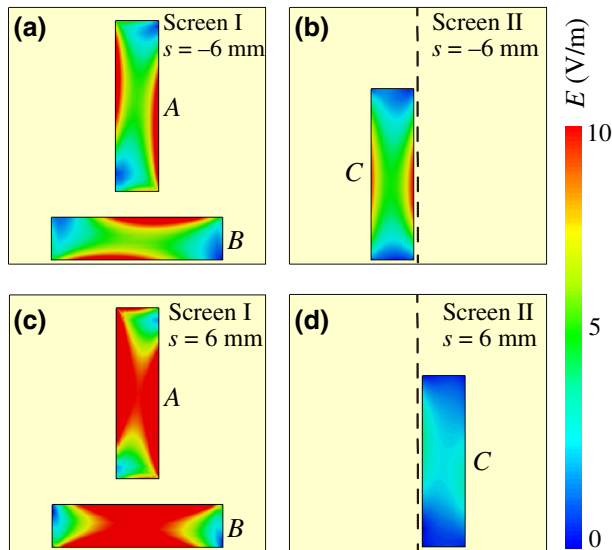 (a)
Screen I
s = –6 mm
A
B
(b)
Screen II
s = –6 mm
C
E (V/m)
10
5
0
(c)
Screen I
s = 6 mm
A
B
(d)
Screen II
s = 6 mm
C